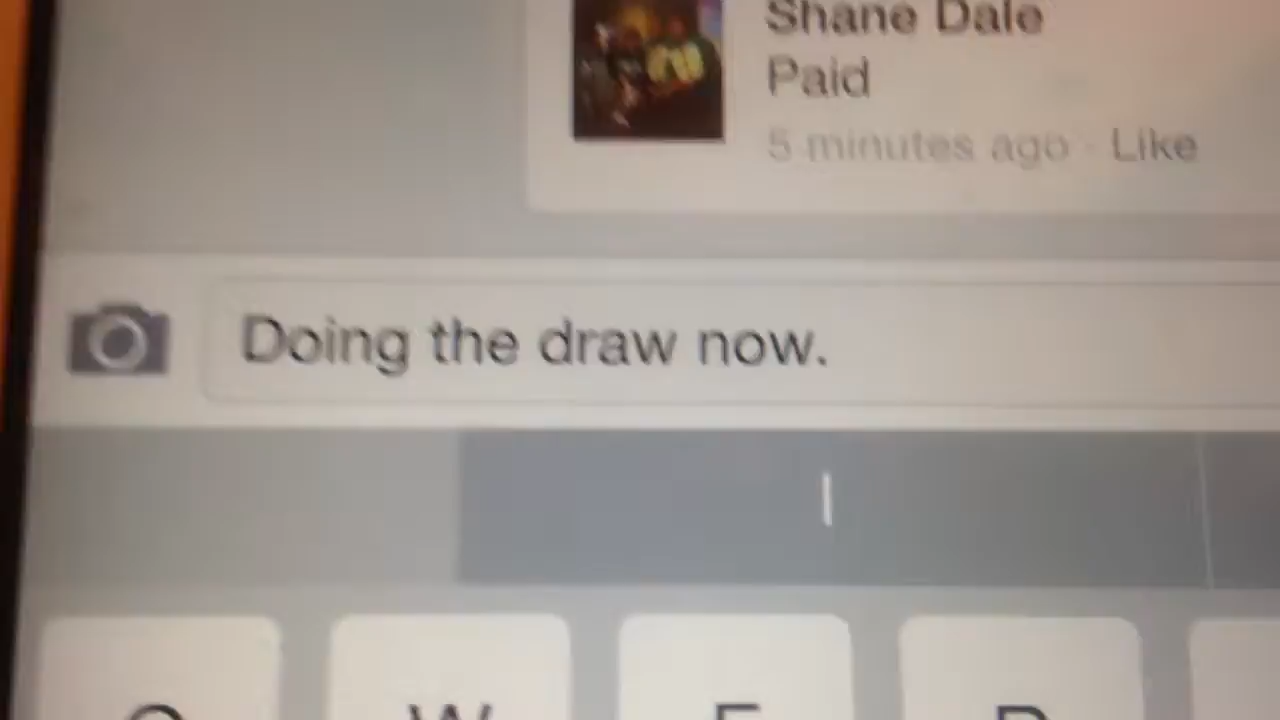 Shane Dale
Paid
5 minutes ago · Like
Doing the draw now.
I
Q W E R